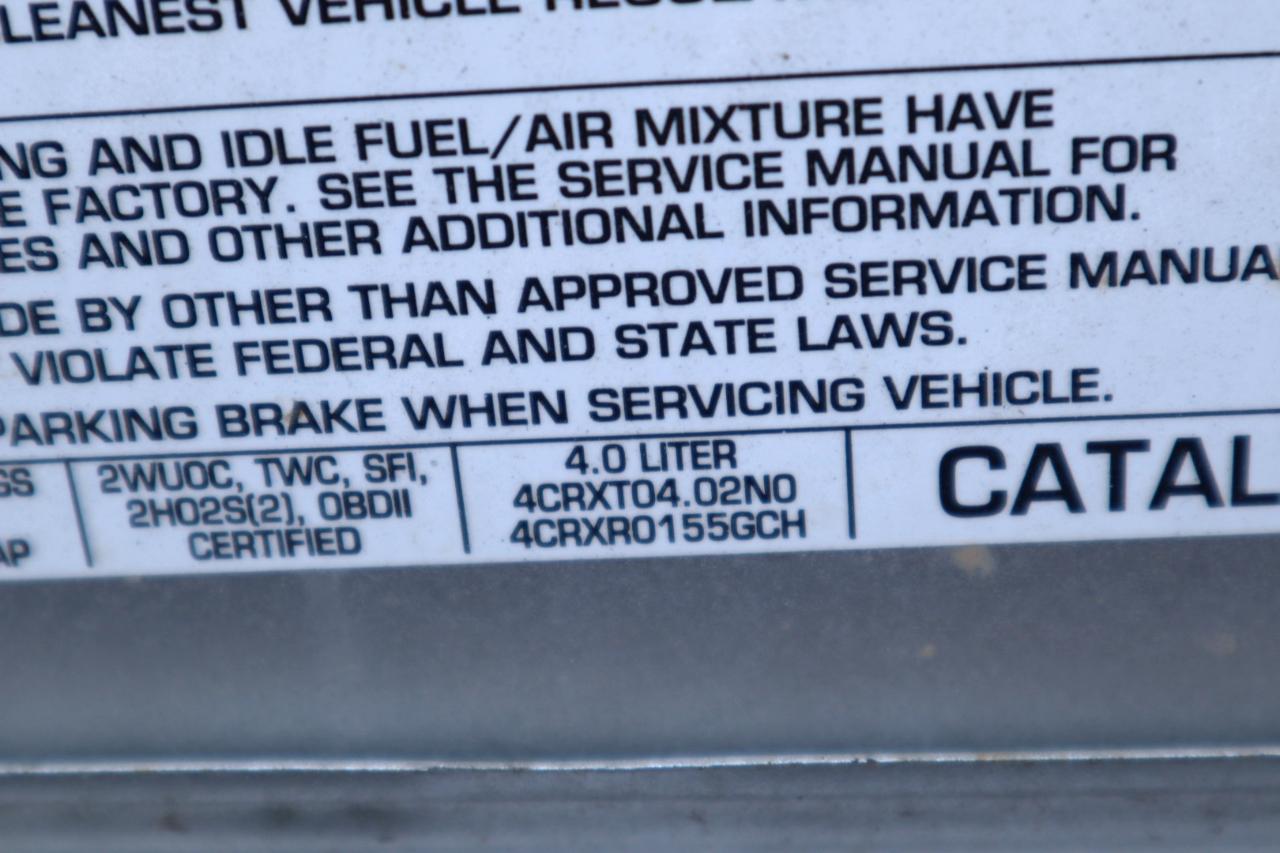 LEANEST VEHICLE
NG AND IDLE FUEL/AIR MIXTURE HAVE
E FACTORY. SEE THE SERVICE MANUAL FOR
ES AND OTHER ADDITIONAL INFORMATION.
DE BY OTHER THAN APPROVED SERVICE MANUA
VIOLATE FEDERAL AND STATE LAWS.
PARKING BRAKE WHEN SERVICING VEHICLE.
SS
AP
2WUOC, TWC, SFI,
2HO2S(2), OBDII
CERTIFIED
4.0 LITER
4CRXT04.02N0
4CRXR0155GCH
CATAL